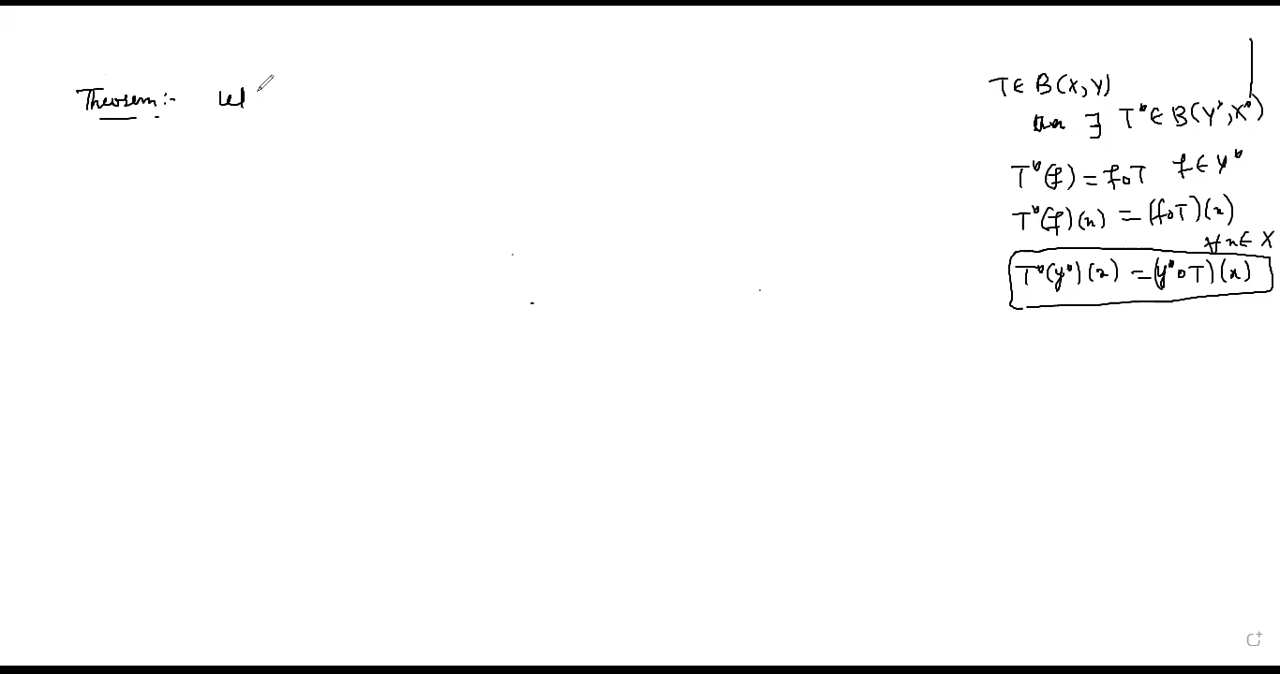 Theorem :- Let
T ∈ B(X, Y)
then ∃ T* ∈ B(Y*, X*)
T*(f) = f∘T f ∈ Y*
T*(f)(x) = (f∘T)(x)
∀ x ∈ X
T*(y*)(x) = (y*∘T)(x)